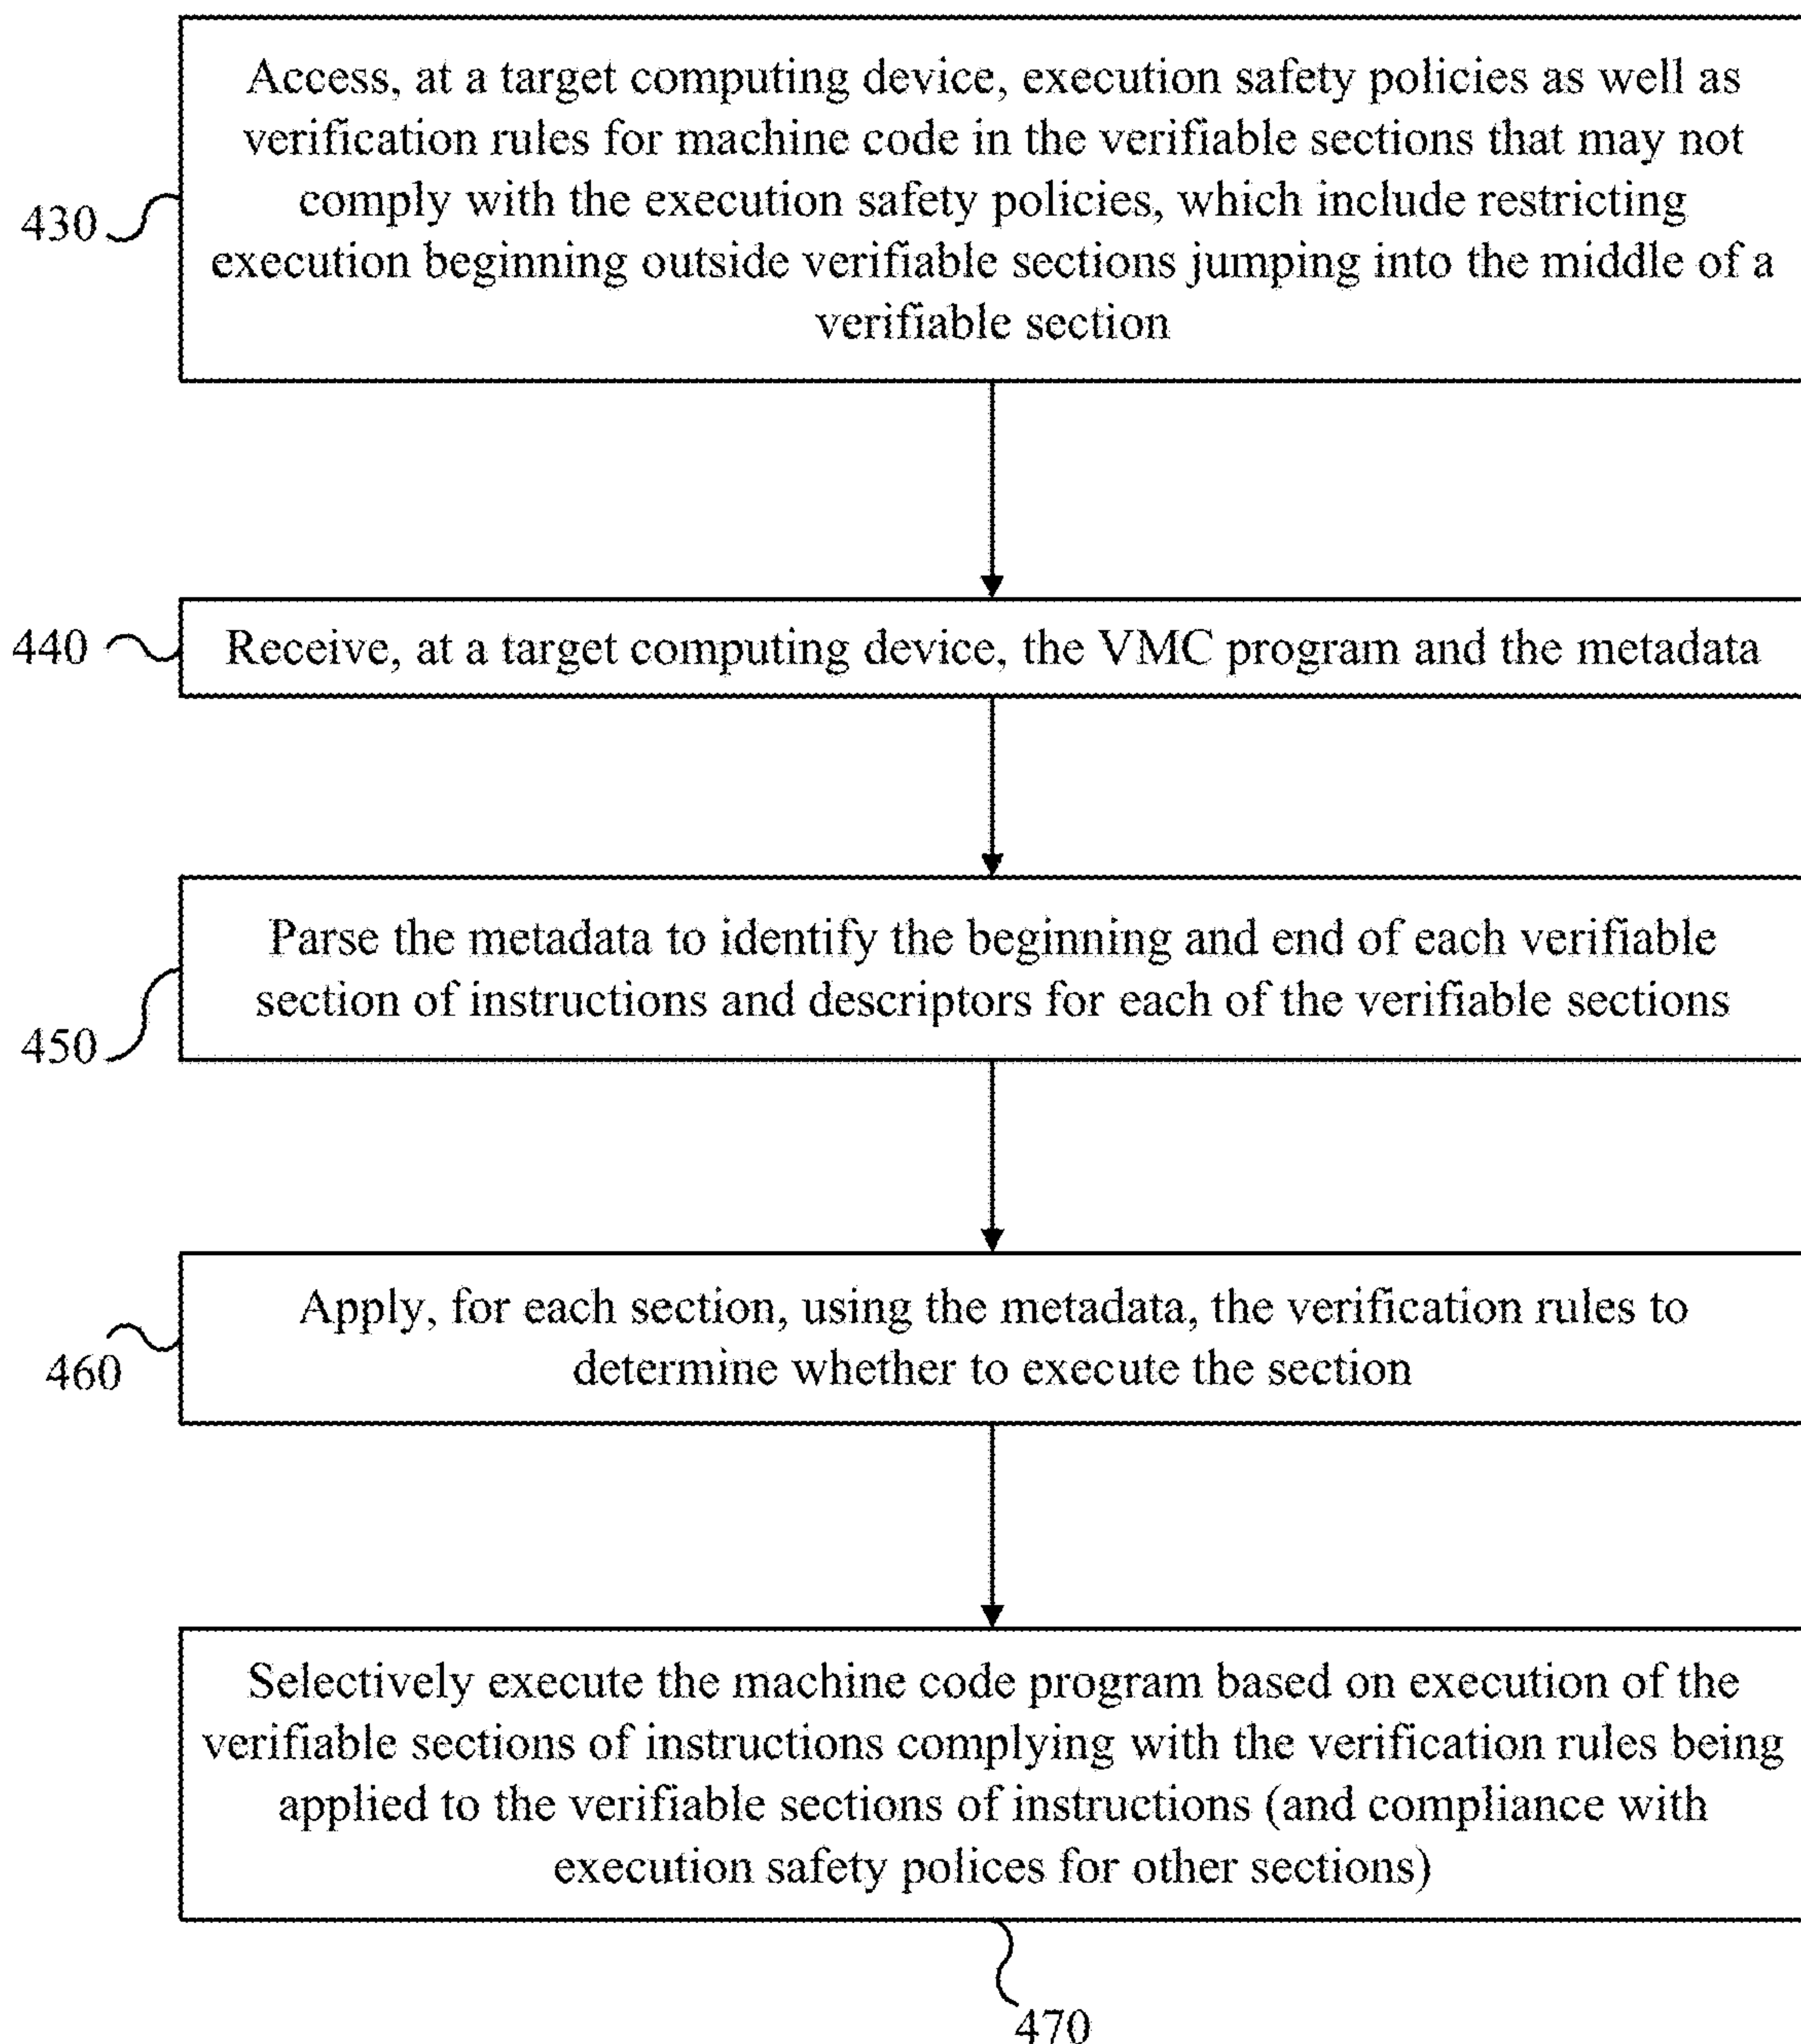 Access, at a target computing device, execution safety policies as well as
verification rules for machine code in the verifiable sections that may not
comply with the execution safety policies, which include restricting
execution beginning outside verifiable sections jumping into the middle of a
verifiable section
430
440
Receive, at a target computing device, the VMC program and the metadata
Parse the metadata to identify the beginning and end of each verifiable
section of instructions and descriptors for each of the verifiable sections
450
Apply, for each section, using the metadata, the verification rules to
determine whether to execute the section
460
Selectively execute the machine code program based on execution of the
verifiable sections of instructions complying with the verification rules being
applied to the verifiable sections of instructions (and compliance with
execution safety polices for other sections)
470